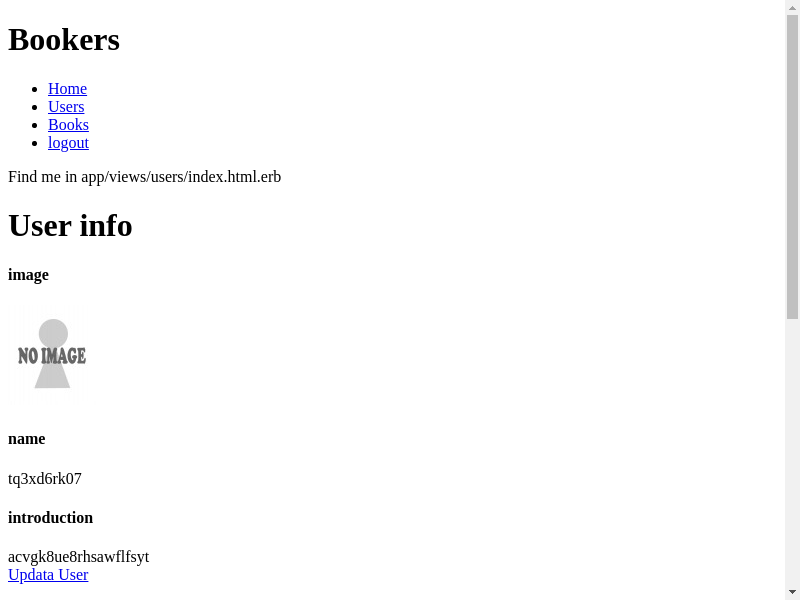 Bookers
Home
Users
Books
logout
Find me in app/views/users/index.html.erb
User info
image
NO IMAGE
name
tq3xd6rk07
introduction
acvgk8ue8rhsawflfsyt
Updata User